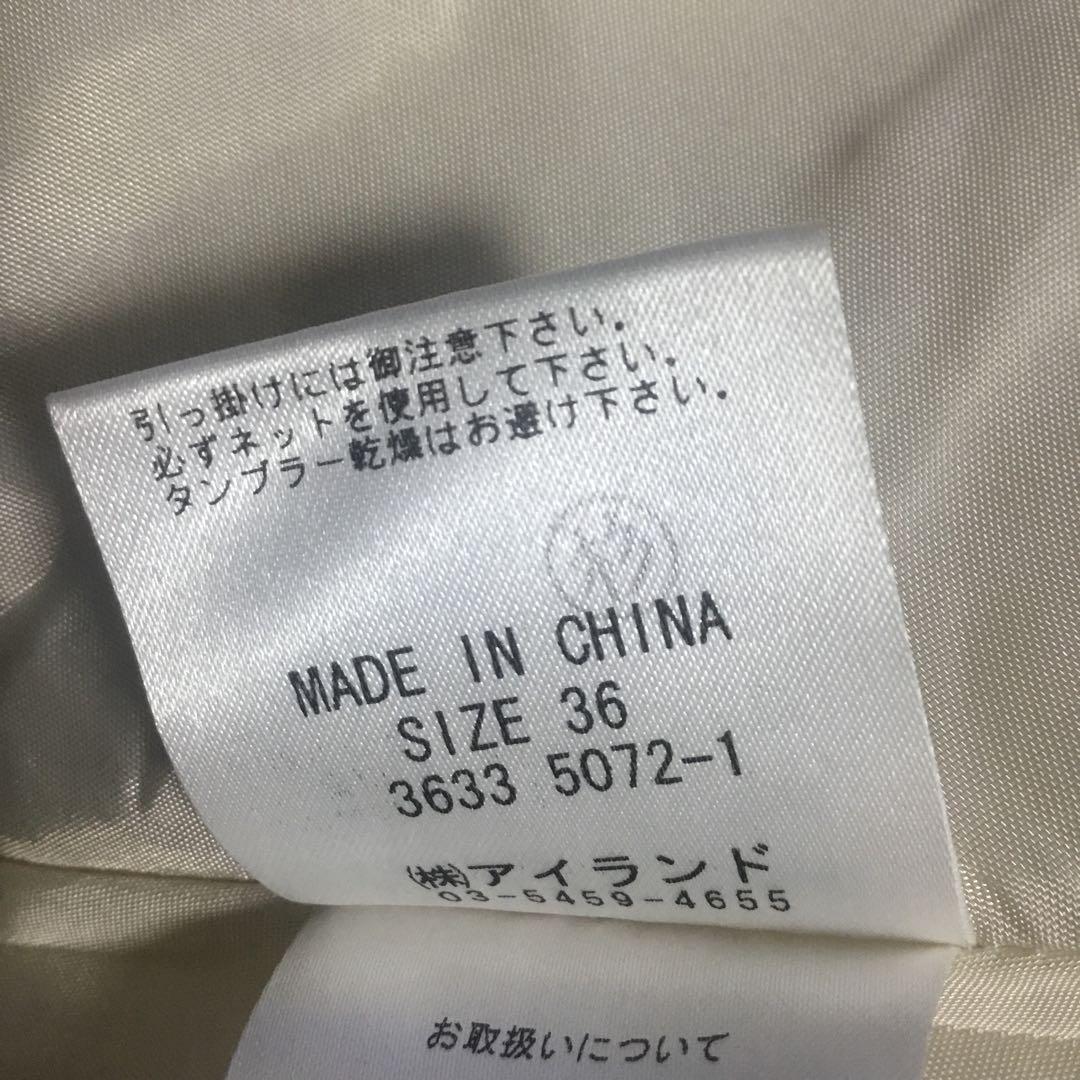 引っ掛けには御注意下さい.
必ずネットを使用して下さい.
タンブラー乾燥はお避け下さい.
MADE IN CHINA
SIZE 36
3633 5072-1
(株)アイランド
03-5459-4655
お取扱いについて